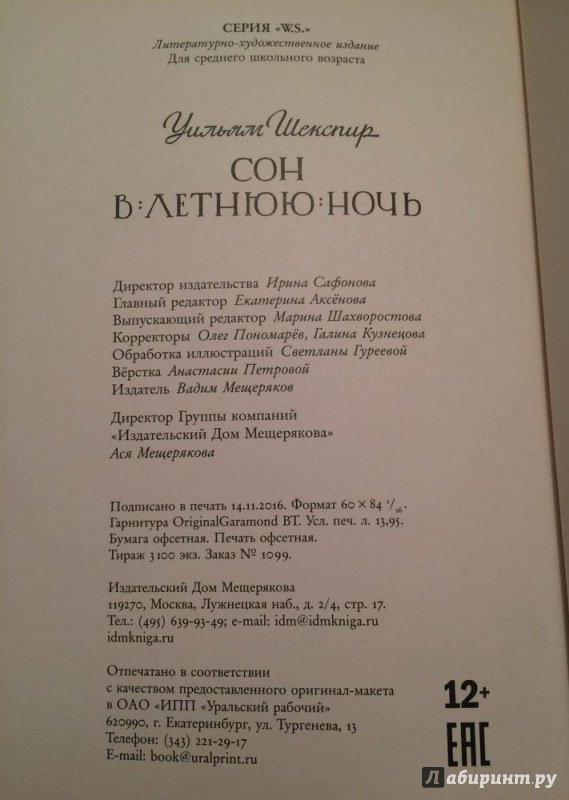 СЕРИЯ «W.S.»
Литературно-художественное издание
Для среднего школьного возраста
Уильям Шекспир
СОН
В:ЛЕТНЮЮ:НОЧЬ
Директор издательства Ирина Сафонова
Главный редактор Екатерина Аксёнова
Выпускающий редактор Марина Шахворостова
Корректоры Олег Пономарёв, Галина Кузнецова
Обработка иллюстраций Светланы Гуреевой
Вёрстка Анастасии Петровой
Издатель Вадим Мещеряков
Директор Группы компаний
«Издательский Дом Мещерякова»
Ася Мещерякова
Подписано в печать 14.11.2016. Формат 60 × 84 1/16.
Гарнитура OriginalGaramond BT. Усл. печ. л. 13,95.
Бумага офсетная. Печать офсетная.
Тираж 3100 экз. Заказ № 1099.
Издательский Дом Мещерякова
119270, Москва, Лужнецкая наб., д. 2/4, стр. 17.
Тел.: (495) 639-93-49; e-mail: idm@idmkniga.ru
idmkniga.ru
Отпечатано в соответствии
с качеством предоставленного оригинал-макета
в ОАО «ИПП «Уральский рабочий»
620990, г. Екатеринбург, ул. Тургенева, 13
Телефон: (343) 221-29-17
E-mail: book@uralprint.ru
12+
ЕАС
Лабиринт.ру